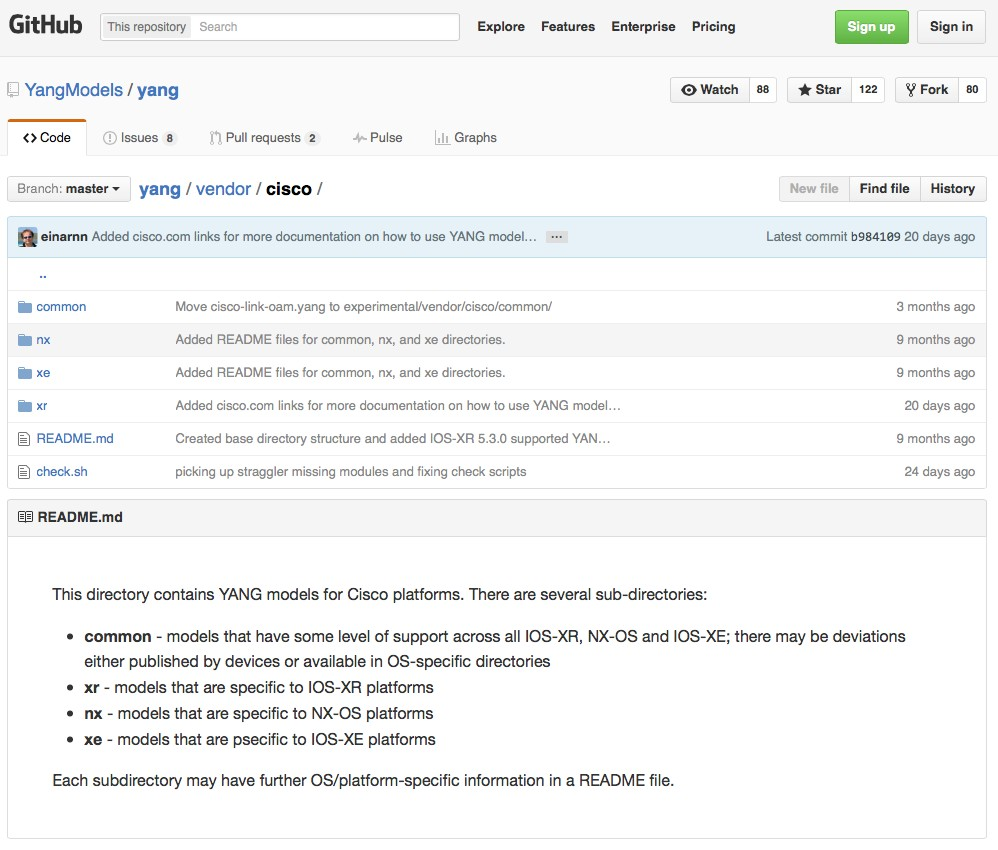 GitHub This repository Search Explore Features Enterprise Pricing Sign up Sign in
YangModels / yang Watch 88 Star 122 Fork 80
Code Issues 8 Pull requests 2 Pulse Graphs
Branch: master yang / vendor / cisco / New file Find file History
einarnn Added cisco.com links for more documentation on how to use YANG model… … Latest commit b984109 20 days ago
..
common Move cisco-link-oam.yang to experimental/vendor/cisco/common/ 3 months ago
nx Added README files for common, nx, and xe directories. 9 months ago
xe Added README files for common, nx, and xe directories. 9 months ago
xr Added cisco.com links for more documentation on how to use YANG model… 20 days ago
README.md Created base directory structure and added IOS-XR 5.3.0 supported YAN… 9 months ago
check.sh picking up straggler missing modules and fixing check scripts 24 days ago
README.md
This directory contains YANG models for Cisco platforms. There are several sub-directories:
• common - models that have some level of support across all IOS-XR, NX-OS and IOS-XE; there may be deviations
either published by devices or available in OS-specific directories
• xr - models that are specific to IOS-XR platforms
• nx - models that are specific to NX-OS platforms
• xe - models that are psecific to IOS-XE platforms
Each subdirectory may have further OS/platform-specific information in a README file.